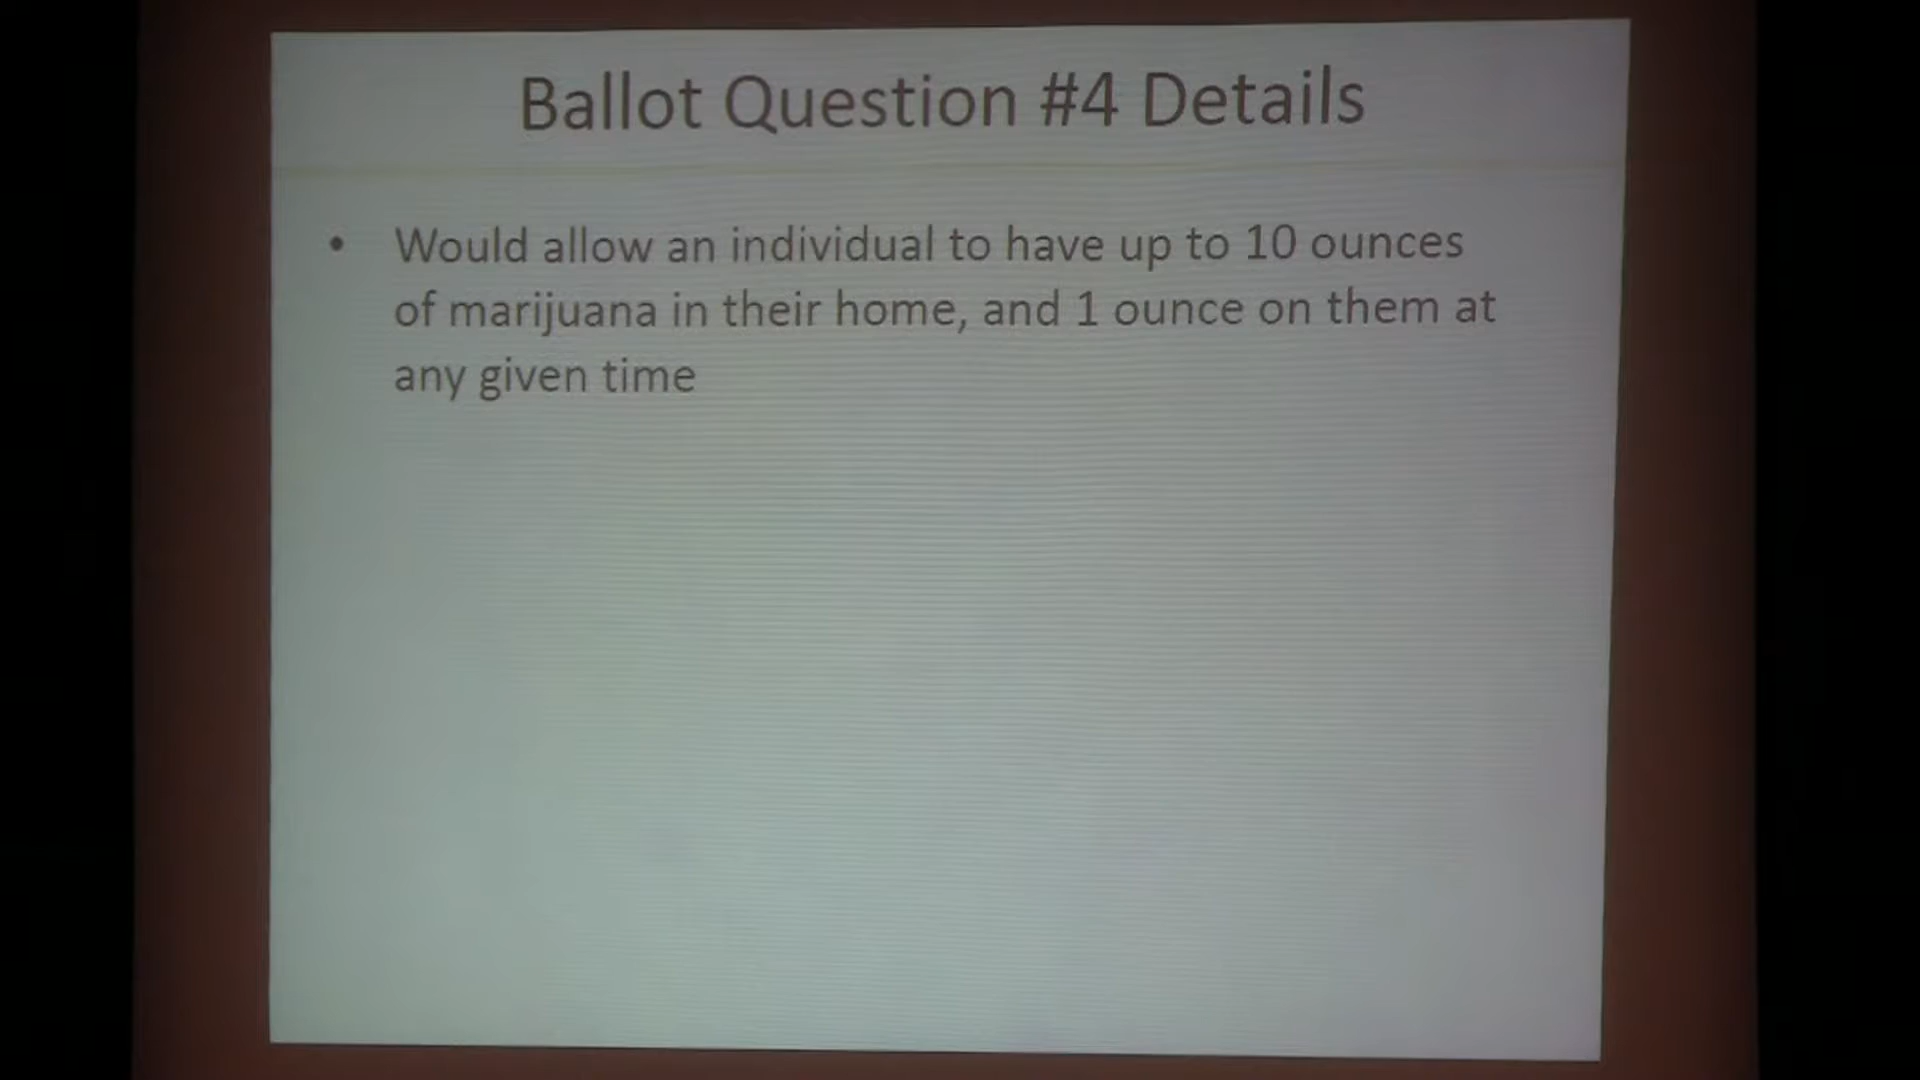 Ballot Question #4 Details
• Would allow an individual to have up to 10 ounces
of marijuana in their home, and 1 ounce on them at
any given time